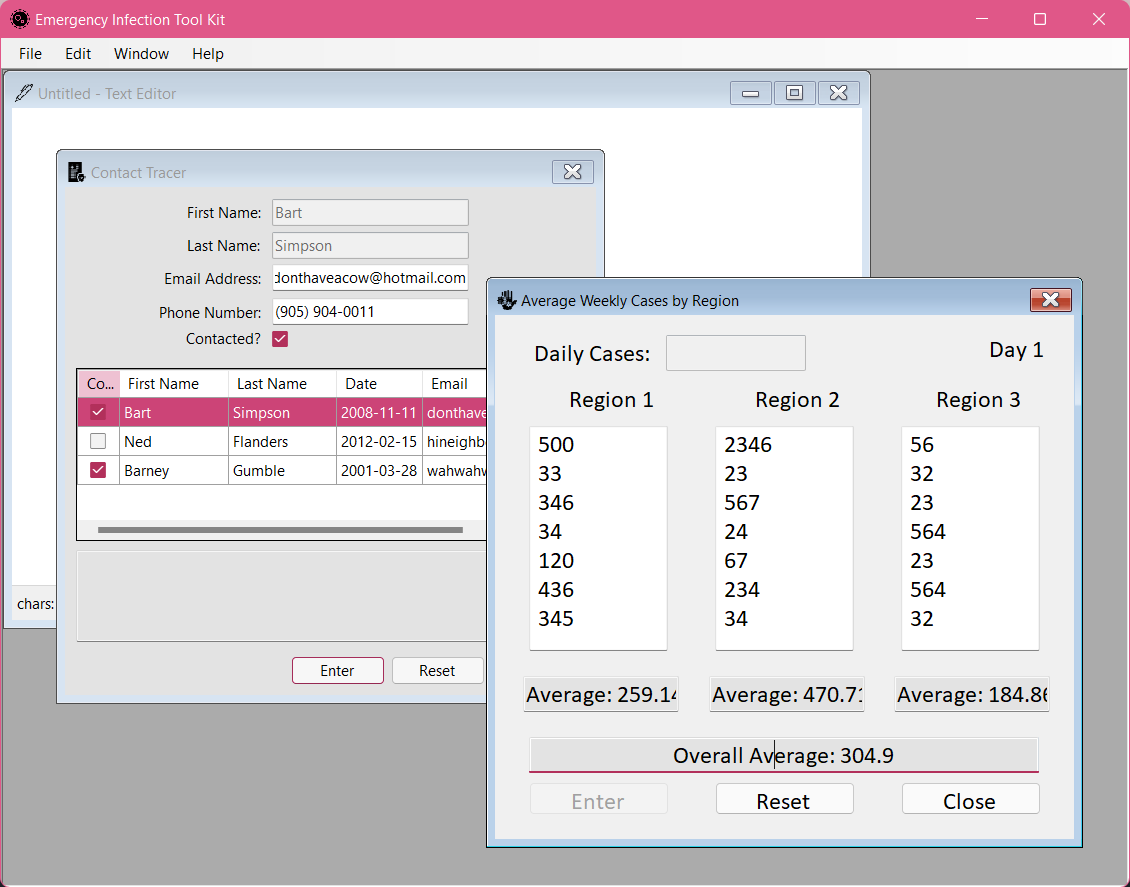 Emergency Infection Tool Kit
File Edit Window Help
Untitled - Text Editor
Contact Tracer
First Name: Bart
Last Name: Simpson
Email Address: donthaveacow@hotmail.com
Phone Number: (905) 904-0011
Contacted?
Co... First Name Last Name Date Email
Bart Simpson 2008-11-11 donthave
Ned Flanders 2012-02-15 hineighb
Barney Gumble 2001-03-28 wahwahw
chars:
Enter Reset
Average Weekly Cases by Region
Daily Cases: Day 1
Region 1 Region 2 Region 3
500 2346 56
33 23 32
346 567 23
34 24 564
120 67 23
436 234 564
345 34 32
Average: 259.14 Average: 470.71 Average: 184.86
Overall Average: 304.9
Enter Reset Close